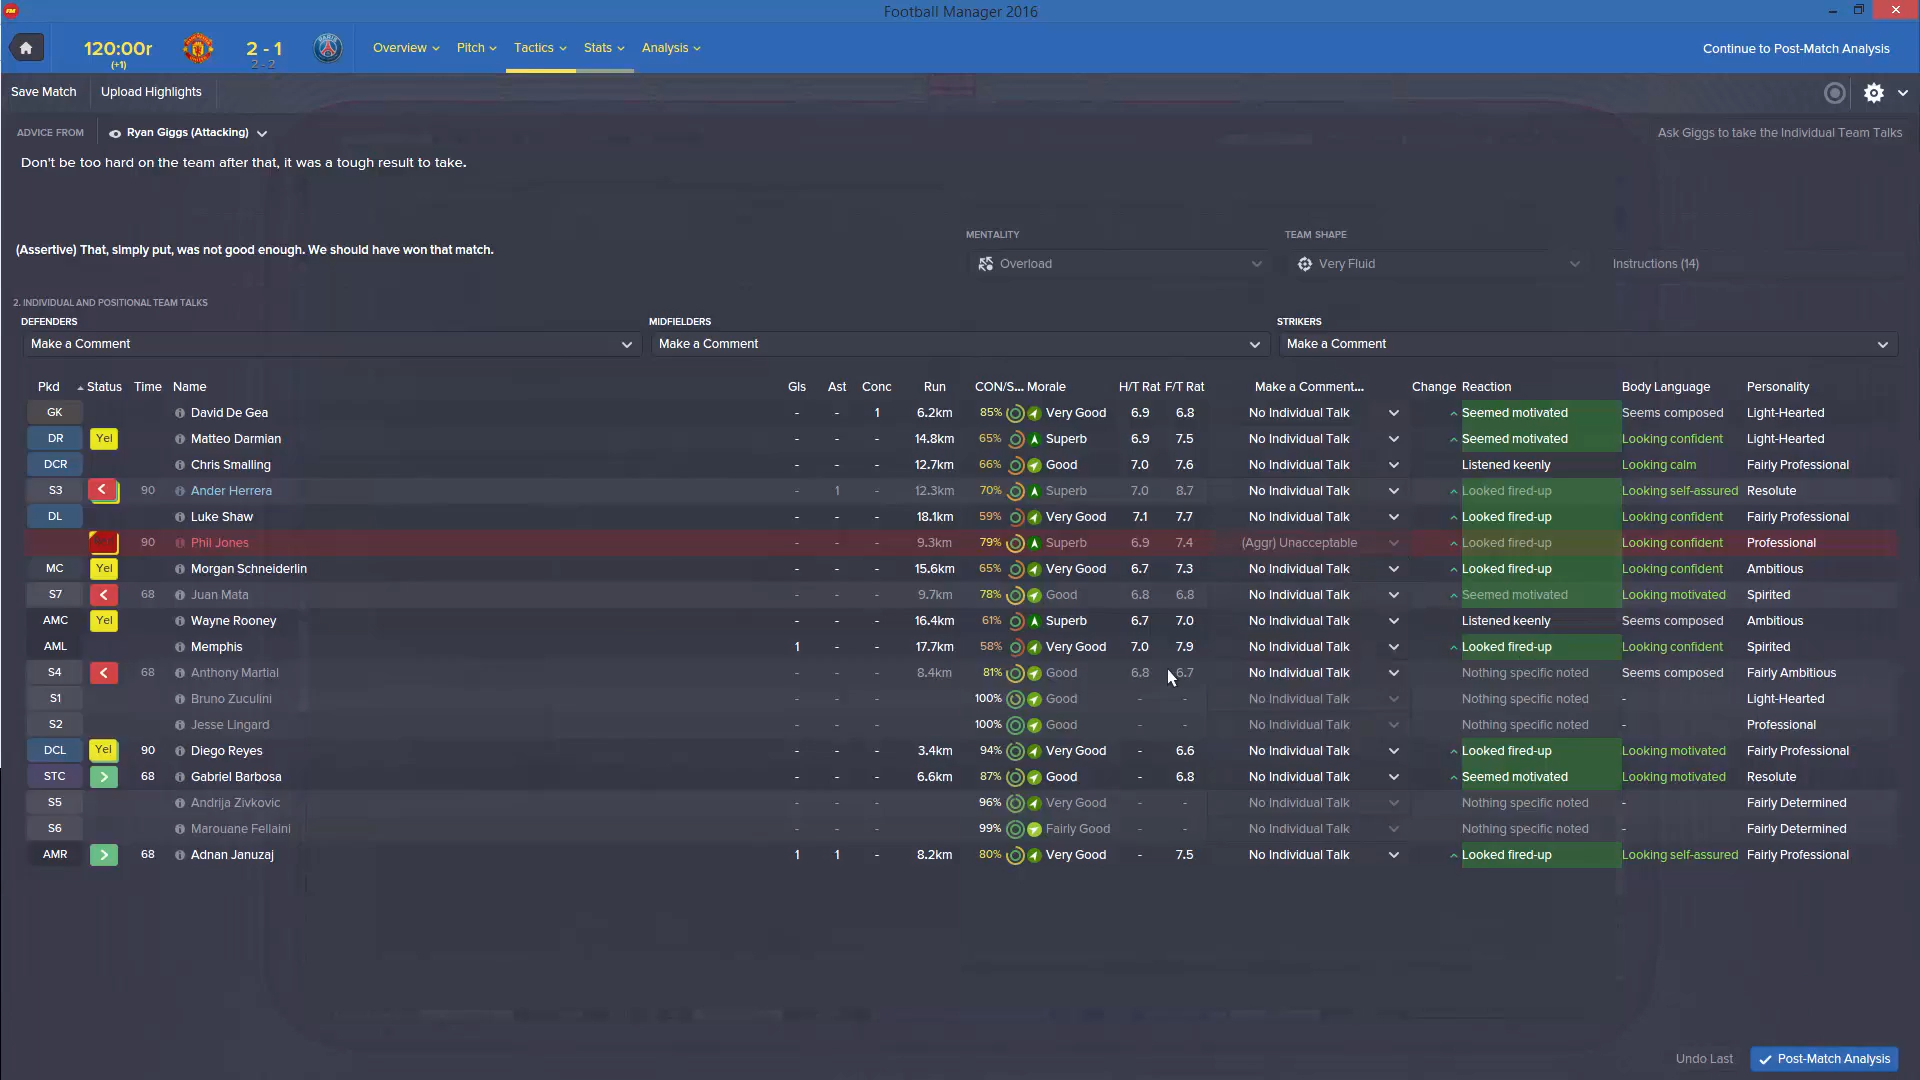 Football Manager 2016
120:00r
(+1)
2 - 1
2 - 2
Overview
Pitch
Tactics
Stats
Analysis
Continue to Post-Match Analysis
Save Match
Upload Highlights
ADVICE FROM
Ryan Giggs (Attacking)
Ask Giggs to take the Individual Team Talks
Don't be too hard on the team after that, it was a tough result to take.
(Assertive) That, simply put, was not good enough. We should have won that match.
MENTALITY
Overload
TEAM SHAPE
Very Fluid
Instructions (14)
2. INDIVIDUAL AND POSITIONAL TEAM TALKS
DEFENDERS
Make a Comment
MIDFIELDERS
Make a Comment
STRIKERS
Make a Comment
Pkd Status Time Name Gls Ast Conc Run CON/S... Morale H/T Rat F/T Rat Make a Comment... Change Reaction Body Language Personality
GK David De Gea - - 1 6.2km 85% Very Good 6.9 6.8 No Individual Talk Seemed motivated Seems composed Light-Hearted
DR Yel Matteo Darmian - - - 14.8km 65% Superb 6.9 7.5 No Individual Talk Seemed motivated Looking confident Light-Hearted
DCR Chris Smalling - - - 12.7km 66% Good 7.0 7.6 No Individual Talk Listened keenly Looking calm Fairly Professional
S3 90 Ander Herrera - 1 - 12.3km 70% Superb 7.0 8.7 No Individual Talk Looked fired-up Looking self-assured Resolute
DL Luke Shaw - - - 18.1km 59% Very Good 7.1 7.7 No Individual Talk Looked fired-up Looking confident Fairly Professional
90 Phil Jones - - - 9.3km 79% Superb 6.9 7.4 (Aggr) Unacceptable Looked fired-up Looking confident Professional
MC Yel Morgan Schneiderlin - - - 15.6km 65% Very Good 6.7 7.3 No Individual Talk Looked fired-up Looking confident Ambitious
S7 68 Juan Mata - - - 9.7km 78% Good 6.8 6.8 No Individual Talk Seemed motivated Looking motivated Spirited
AMC Yel Wayne Rooney - - - 16.4km 61% Superb 6.7 7.0 No Individual Talk Listened keenly Seems composed Ambitious
AML Memphis 1 - - 17.7km 58% Very Good 7.0 7.9 No Individual Talk Looked fired-up Looking confident Spirited
S4 68 Anthony Martial - - - 8.4km 81% Good 6.8 6.7 No Individual Talk Nothing specific noted Seems composed Fairly Ambitious
S1 Bruno Zuculini - - - 100% Good - - No Individual Talk Nothing specific noted - Light-Hearted
S2 Jesse Lingard - - - 100% Good - - No Individual Talk Nothing specific noted - Professional
DCL Yel 90 Diego Reyes - - - 3.4km 94% Very Good - 6.6 No Individual Talk Looked fired-up Looking motivated Fairly Professional
STC 68 Gabriel Barbosa - - - 6.6km 87% Good - 6.8 No Individual Talk Seemed motivated Looking motivated Resolute
S5 Andrija Zivkovic - - - 96% Very Good - - No Individual Talk Nothing specific noted - Fairly Determined
S6 Marouane Fellaini - - - 99% Fairly Good - - No Individual Talk Nothing specific noted - Fairly Determined
AMR 68 Adnan Januzaj 1 1 - 8.2km 80% Very Good - 7.5 No Individual Talk Looked fired-up Looking self-assured Fairly Professional
Undo Last
Post-Match Analysis